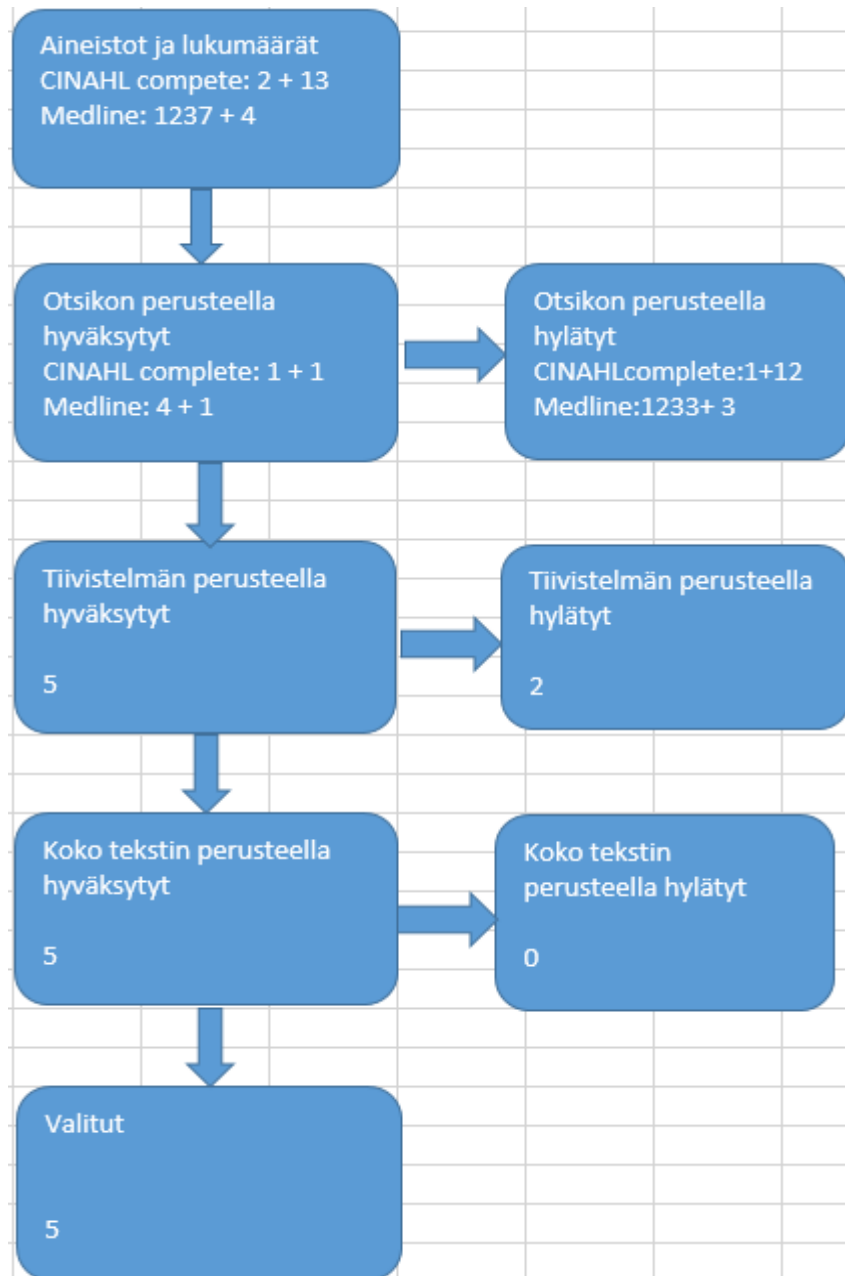 Aineistot ja lukumäärät
CINAHL compete: 2 + 13
Medline: 1237 + 4
Otsikon perusteella
hyväksytyt
CINAHL complete: 1 + 1
Medline: 4 + 1
Otsikon perusteella
hylätyt
CINAHLcomplete:1+12
Medline:1233+ 3
Tiivistelmän perusteella
hyväksytyt
5
Tiivistelmän perusteella
hylätyt
2
Koko tekstin perusteella
hyväksytyt
5
Koko tekstin
perusteella hylätyt
0
Valitut
5